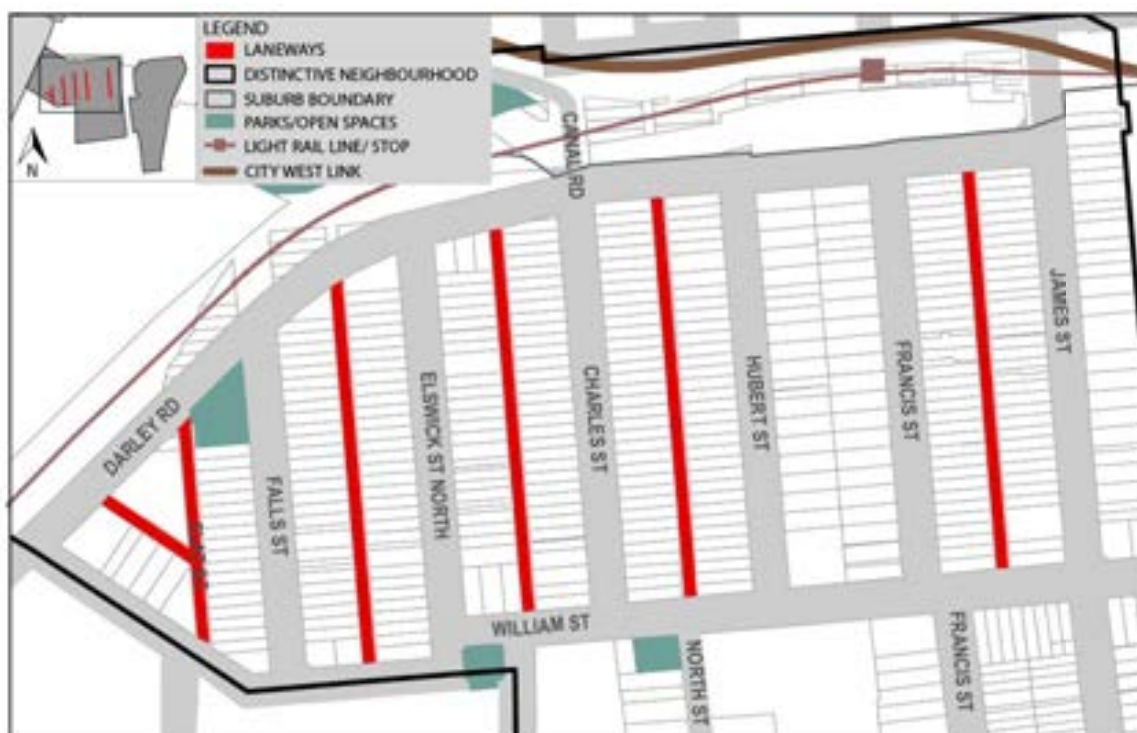 LEGEND
LANEWAYS
DISTINCTIVE NEIGHBOURHOOD
SUBURB BOUNDARY
PARKS/OPEN SPACES
LIGHT RAIL LINE/ STOP
CITY WEST LINK
N
CANAL RD
DARLEY RD
FALLS ST
ELSWICK ST NORTH
CHARLES ST
HUBERT ST
FRANCIS ST
JAMES ST
WILLIAM ST
NORTH ST
FRANCIS ST